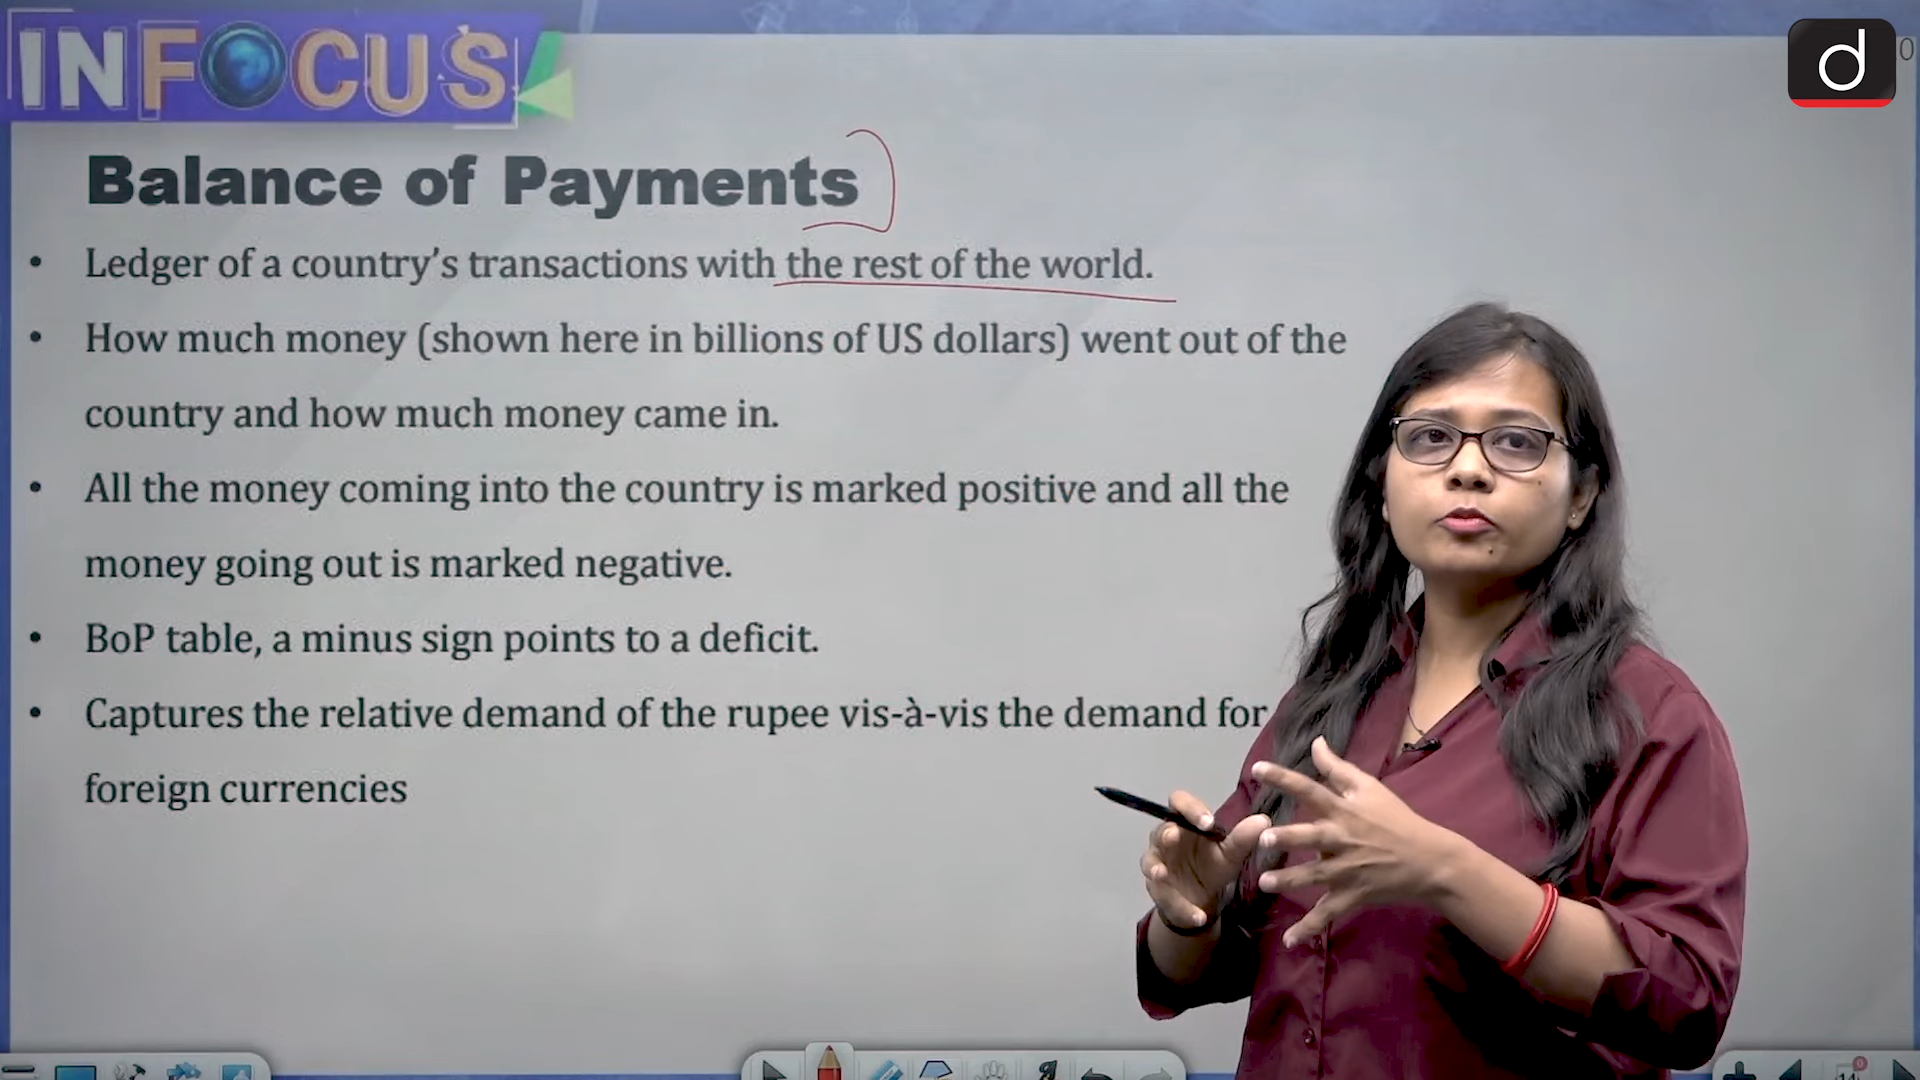 INFOCUS
d
0
Balance of Payments
• Ledger of a country’s transactions with the rest of the world.
• How much money (shown here in billions of US dollars) went out of the
country and how much money came in.
• All the money coming into the country is marked positive and all the
money going out is marked negative.
• BoP table, a minus sign points to a deficit.
• Captures the relative demand of the rupee vis-à-vis the demand for
foreign currencies